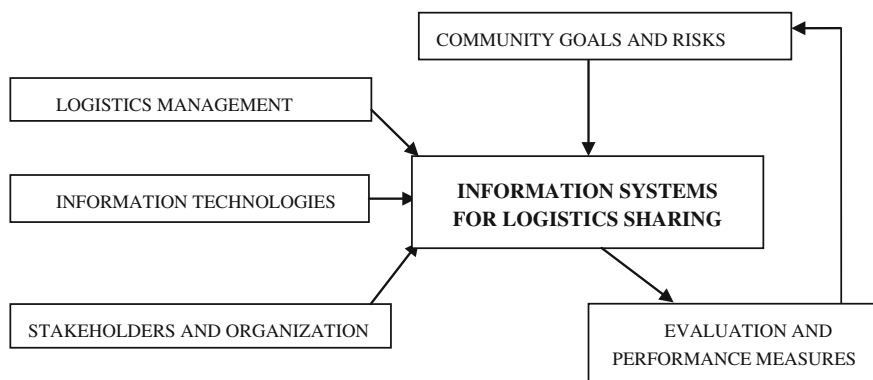 COMMUNITY GOALS AND RISKS
LOGISTICS MANAGEMENT
INFORMATION TECHNOLOGIES
INFORMATION SYSTEMS
FOR LOGISTICS SHARING
STAKEHOLDERS AND ORGANIZATION
EVALUATION AND
PERFORMANCE MEASURES